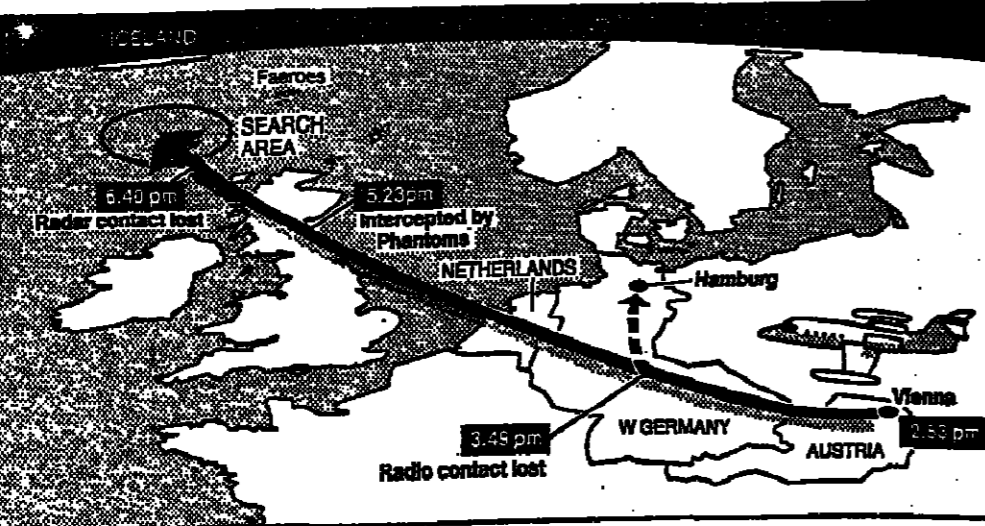 ICELAND
Faeroes
SEARCH
AREA
6.40 pm
Radar contact lost
5.23pm
Intercepted by
Phantoms
NETHERLANDS
Hamburg
Vienna
2.53 pm
W GERMANY
AUSTRIA
3.49 pm
Radio contact lost